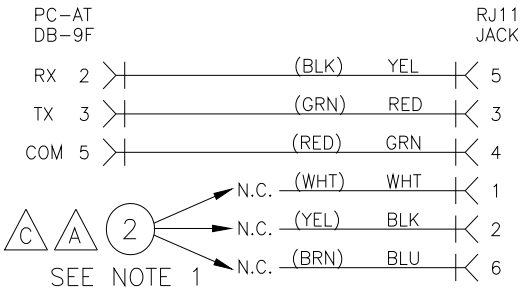 PC-AT
DB-9F
RJ11
JACK
RX 2 (BLK) YEL 5
TX 3 (GRN) RED 3
COM 5 (RED) GRN 4
N.C. (WHT) WHT 1
C A 2 N.C. (YEL) BLK 2
N.C. (BRN) BLU 6
SEE NOTE 1